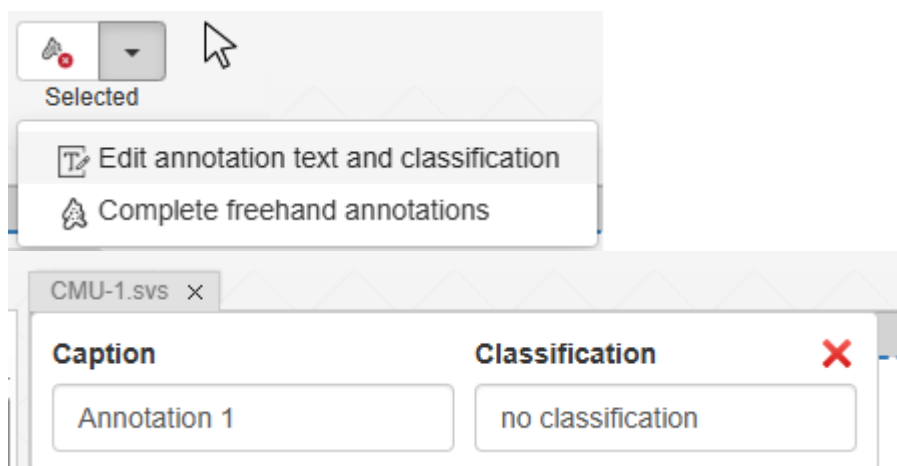 Selected
Edit annotation text and classification
Complete freehand annotations
CMU-1.svs
Caption Classification
Annotation 1 no classification